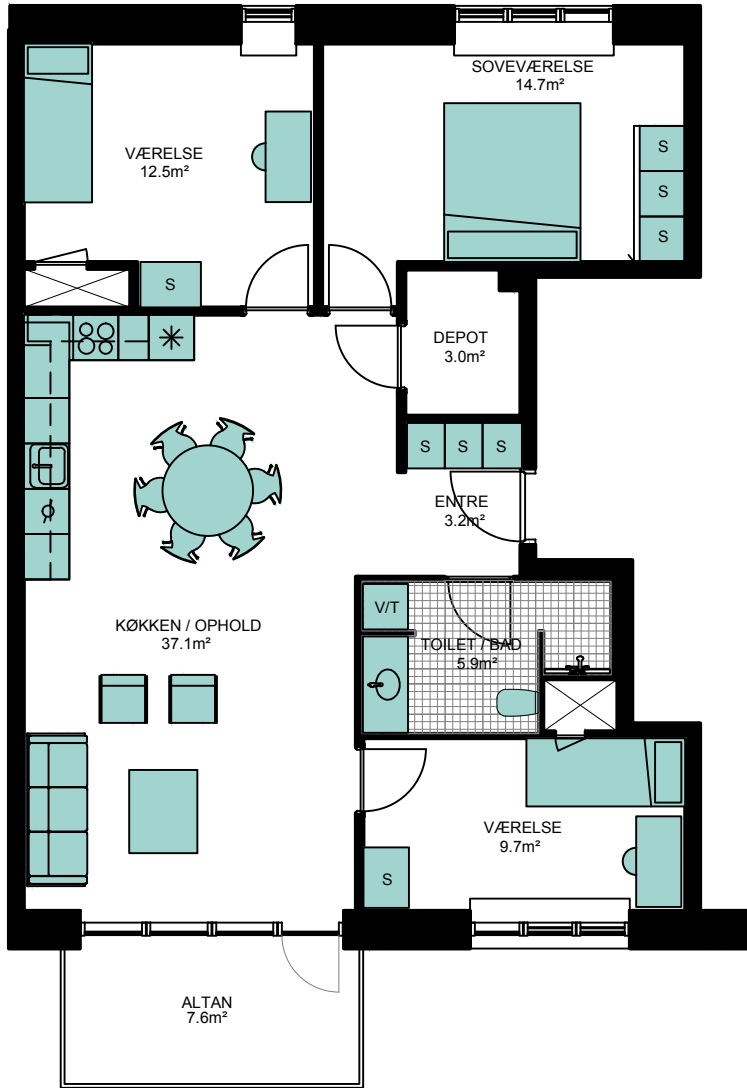 SOVEVÆRELSE
14.7m²
VÆRELSE
12.5m²
S
S
S
S
DEPOT
3.0m²
S
S
S
ENTRE
3.2m²
V/T
KØKKEN / OPHOLD
37.1m²
TOILET / BAD
5.9m²
VÆRELSE
9.7m²
S
ALTAN
7.6m²